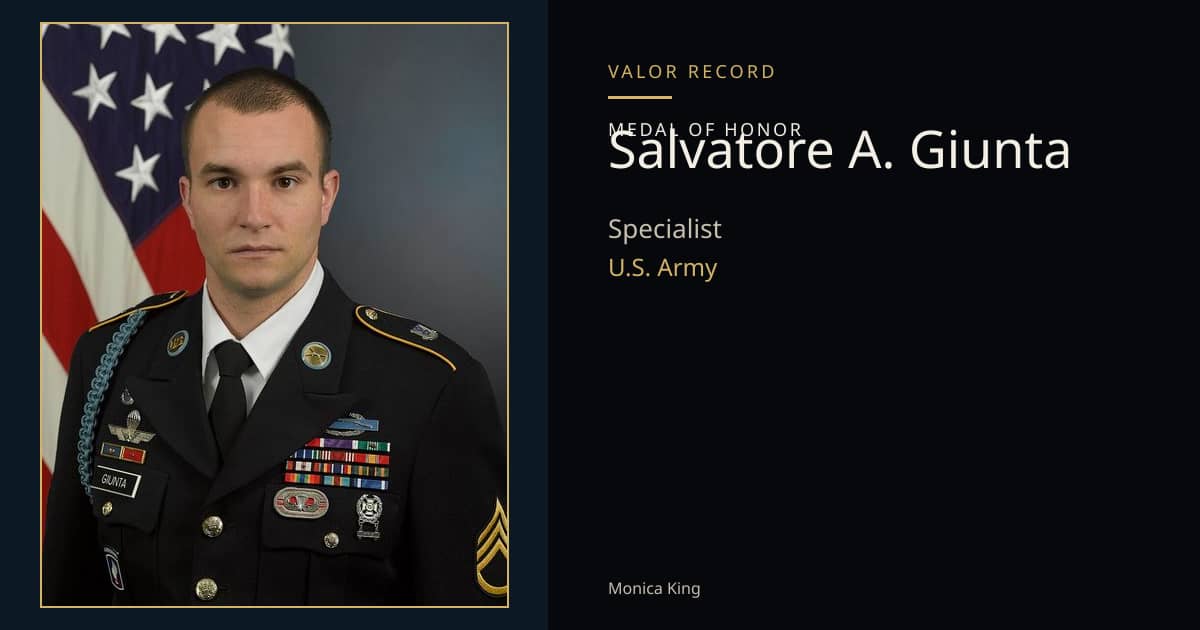 VALOR RECORD
MEDAL OF HONOR
Salvatore A. Giunta
Specialist
U.S. Army
GIUNTA
Monica King